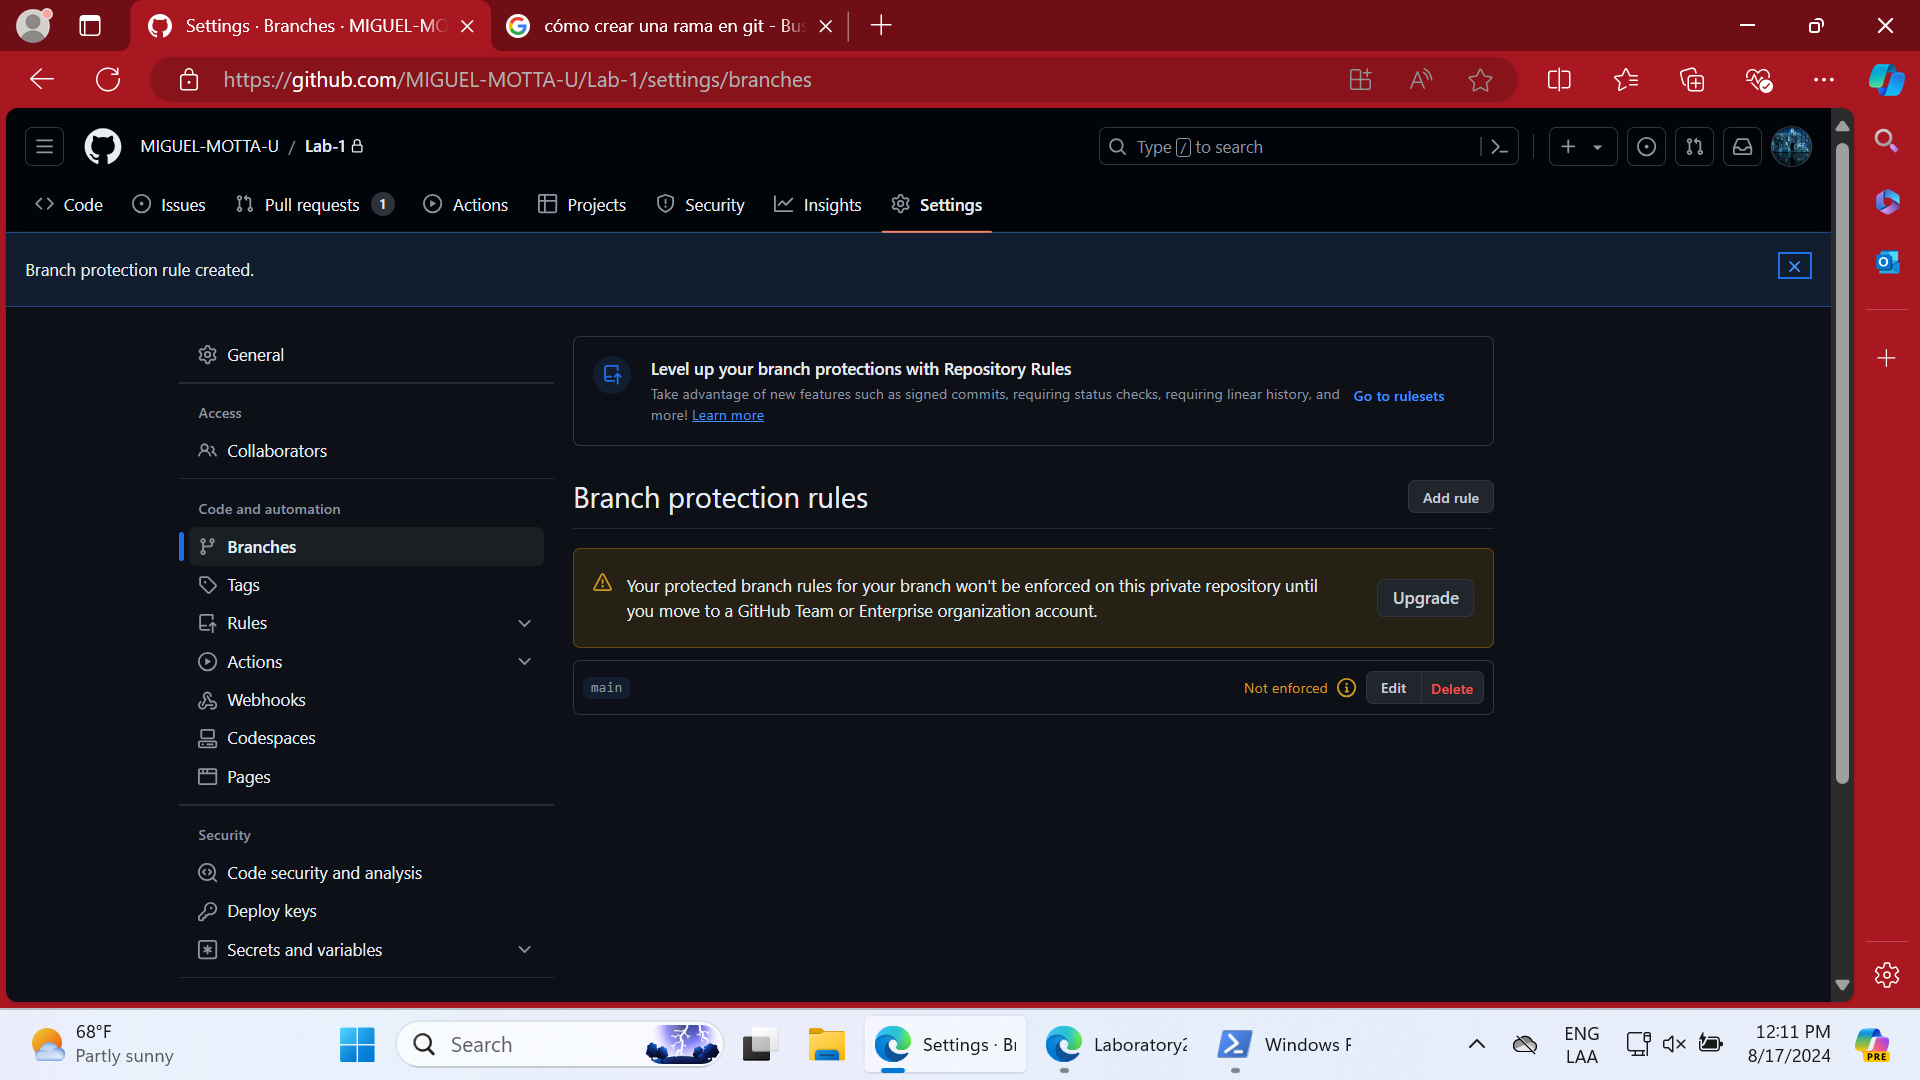 Settings · Branches · MIGUEL-MO
cómo crear una rama en git - Bus
https://github.com/MIGUEL-MOTTA-U/Lab-1/settings/branches
MIGUEL-MOTTA-U / Lab-1
Type / to search
Code
Issues
Pull requests 1
Actions
Projects
Security
Insights
Settings
Branch protection rule created.
General
Access
Collaborators
Code and automation
Branches
Tags
Rules
Actions
Webhooks
Codespaces
Pages
Security
Code security and analysis
Deploy keys
Secrets and variables
Level up your branch protections with Repository Rules
Take advantage of new features such as signed commits, requiring status checks, requiring linear history, and
more! Learn more
Go to rulesets
Branch protection rules
Add rule
Your protected branch rules for your branch won't be enforced on this private repository until
you move to a GitHub Team or Enterprise organization account.
Upgrade
main
Not enforced
Edit
Delete
68°F
Partly sunny
Search
Settings · Br
Laboratory2
Windows P
ENG
LAA
12:11 PM
8/17/2024
PRE